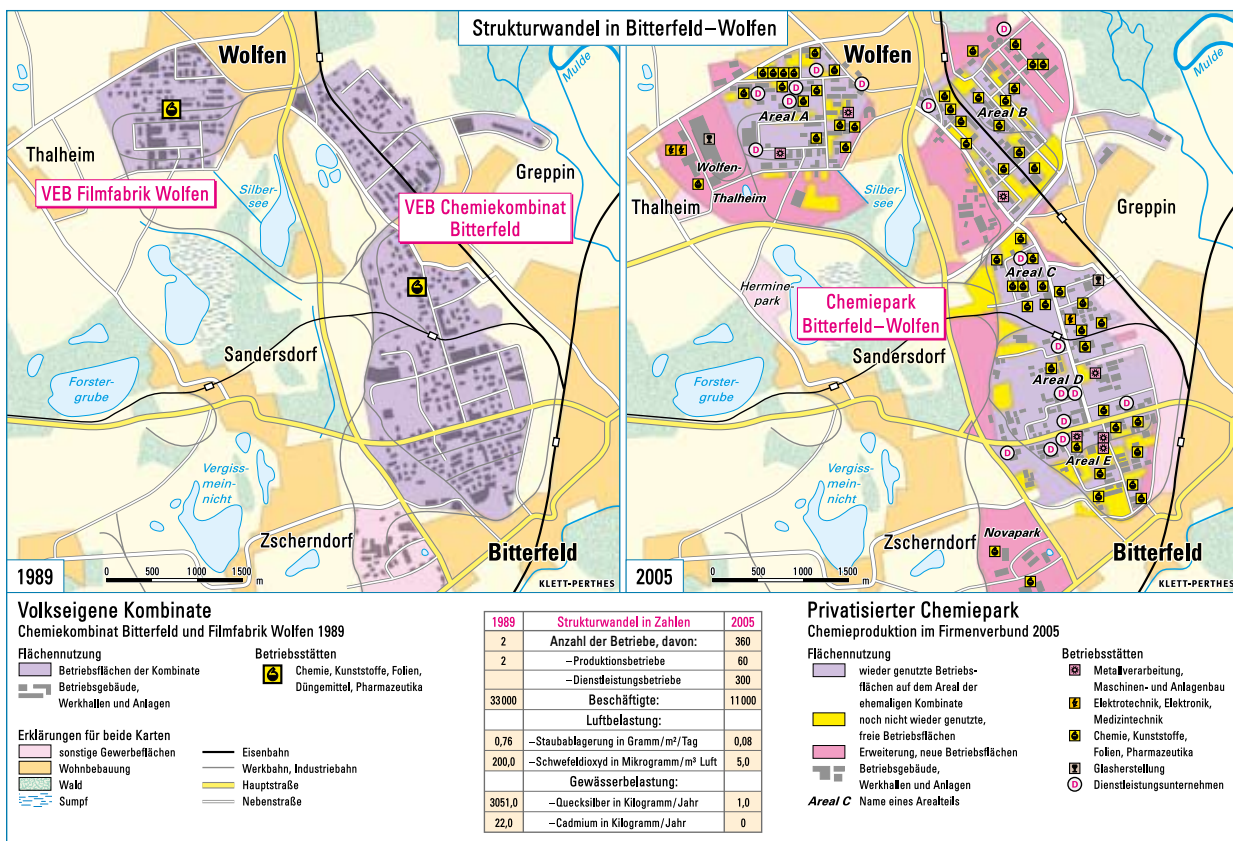 Strukturwandel in Bitterfeld–Wolfen
Wolfen
Mulde
Thalheim
VEB Filmfabrik Wolfen
Silber-
see
Greppin
VEB Chemiekombinat
Bitterfeld
Sandersdorf
Forster-
grube
Vergiss-
mein-
nicht
Zscherndorf
Bitterfeld
1989
0 500 1000 1500
m
KLETT-PERTHES
Wolfen
Mulde
D
D
D
D
D
D
Areal A
D
D
Areal B
D
Wolfen-
Thalheim
Thalheim
Silber-
see
Greppin
D
Areal C
Hermine-
park
Chemiepark
Bitterfeld–Wolfen
Sandersdorf
D
Forster-
grube
Areal D
D
D
D
D
D
D
D
Areal E
Vergiss-
mein-
nicht
Zscherndorf
Novapark
Bitterfeld
2005
0 500 1000 1500
m
KLETT-PERTHES
Volkseigene Kombinate
Chemiekombinat Bitterfeld und Filmfabrik Wolfen 1989
Flächennutzung
Betriebsflächen der Kombinate
Betriebsgebäude,
Werkhallen und Anlagen
Betriebsstätten
Chemie, Kunststoffe, Folien,
Düngemittel, Pharmazeutika
Erklärungen für beide Karten
sonstige Gewerbeflächen
Wohnbebauung
Wald
Sumpf
Eisenbahn
Werkbahn, Industriebahn
Hauptstraße
Nebenstraße
1989 Strukturwandel in Zahlen 2005
2 Anzahl der Betriebe, davon: 360
2 –Produktionsbetriebe 60
–Dienstleistungsbetriebe 300
33000 Beschäftigte: 11000
Luftbelastung:
0,76 –Staubablagerung in Gramm/m²/Tag 0,08
200,0 –Schwefeldioxyd in Mikrogramm/m³ Luft 5,0
Gewässerbelastung:
3051,0 –Quecksilber in Kilogramm/Jahr 1,0
22,0 –Cadmium in Kilogramm/Jahr 0
Privatisierter Chemiepark
Chemieproduktion im Firmenverbund 2005
Flächennutzung
wieder genutzte Betriebs-
flächen auf dem Areal der
ehemaligen Kombinate
noch nicht wieder genutzte,
freie Betriebsflächen
Erweiterung, neue Betriebsflächen
Betriebsgebäude,
Werkhallen und Anlagen
Areal C Name eines Arealteils
Betriebsstätten
Metallverarbeitung,
Maschinen- und Anlagenbau
Elektrotechnik, Elektronik,
Medizintechnik
Chemie, Kunststoffe,
Folien, Pharmazeutika
Glasherstellung
D Dienstleistungsunternehmen